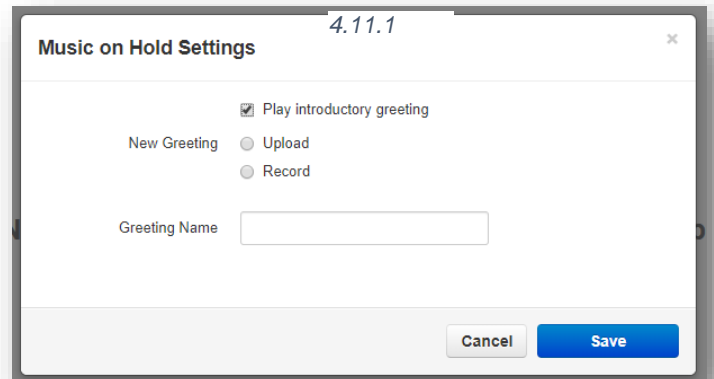 4.11.1
Music on Hold Settings
×
Play introductory greeting
New Greeting
Upload
Record
Greeting Name
Cancel
Save